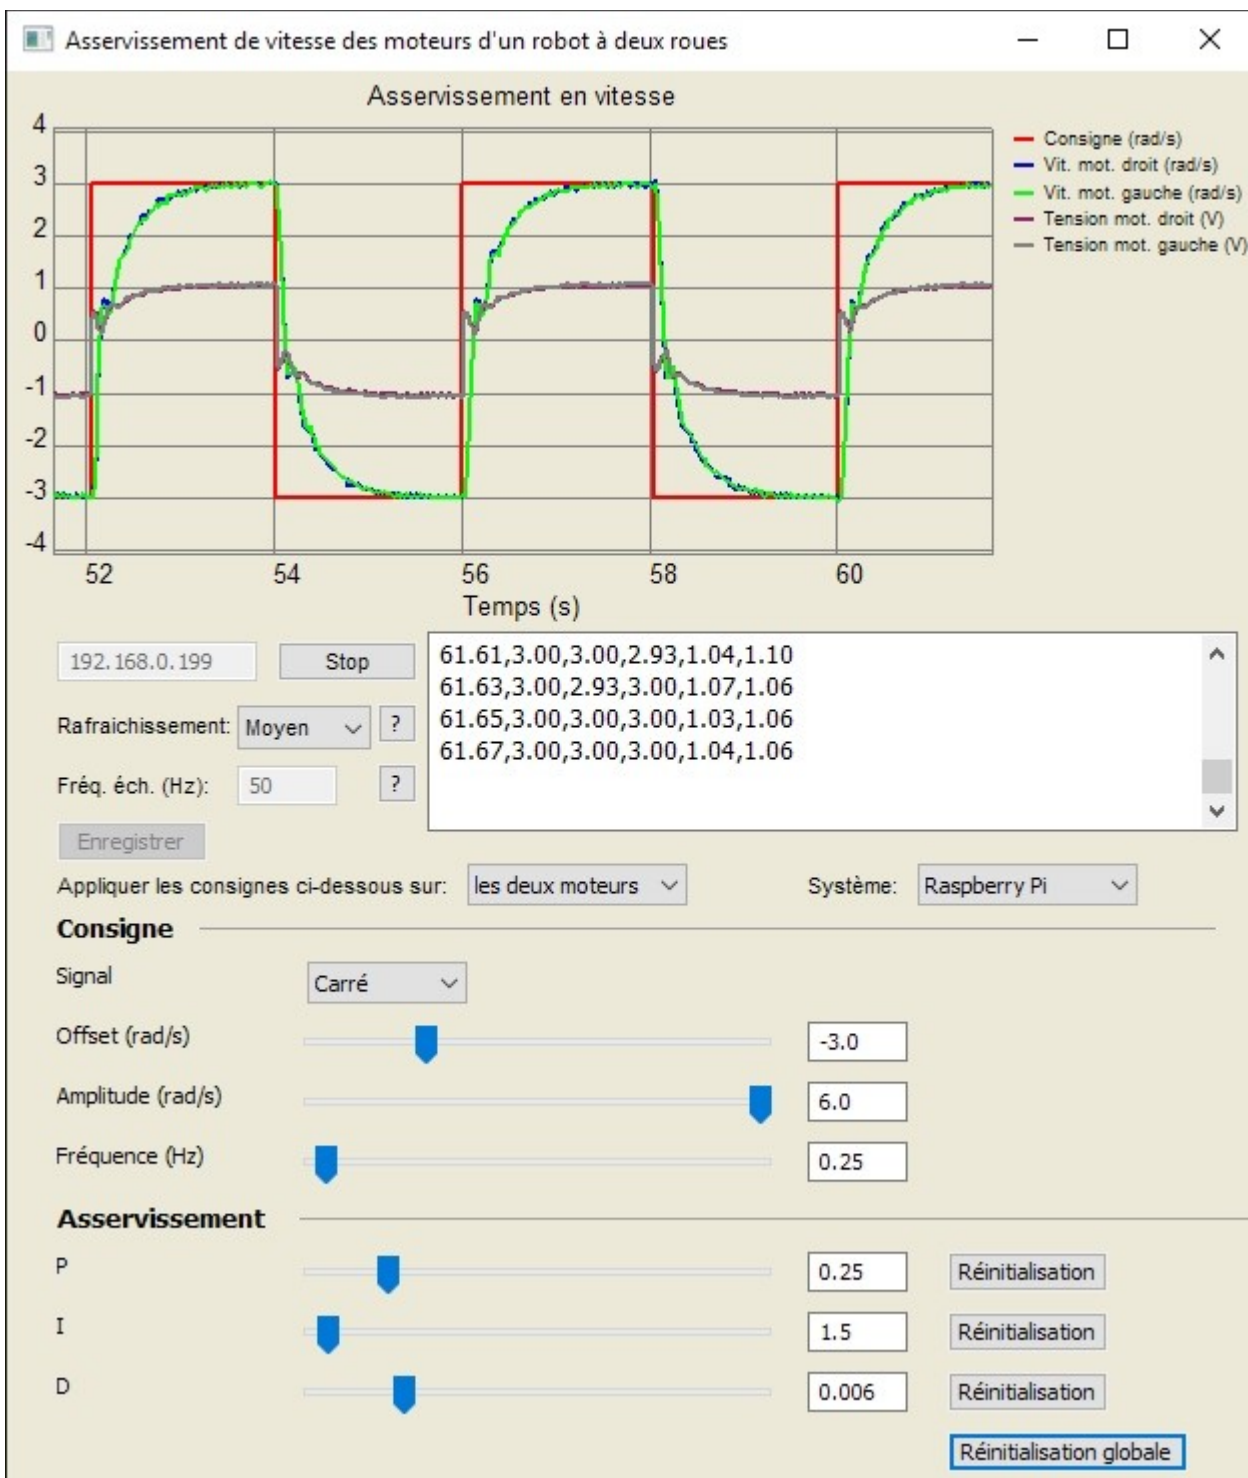 Asservissement de vitesse des moteurs d'un robot à deux roues
Asservissement en vitesse
4
3
2
1
0
-1
-2
-3
-4
52 54 56 58 60
Temps (s)
Consigne (rad/s)
Vit. mot. droit (rad/s)
Vit. mot. gauche (rad/s)
Tension mot. droit (V)
Tension mot. gauche (V)
192.168.0.199 Stop
Rafraichissement: Moyen ?
Fréq. éch. (Hz): 50 ?
Enregistrer
61.61,3.00,3.00,2.93,1.04,1.10
61.63,3.00,2.93,3.00,1.07,1.06
61.65,3.00,3.00,3.00,1.03,1.06
61.67,3.00,3.00,3.00,1.04,1.06
Appliquer les consignes ci-dessous sur: les deux moteurs Système: Raspberry Pi
Consigne
Signal Carré
Offset (rad/s) -3.0
Amplitude (rad/s) 6.0
Fréquence (Hz) 0.25
Asservissement
P 0.25 Réinitialisation
I 1.5 Réinitialisation
D 0.006 Réinitialisation
Réinitialisation globale